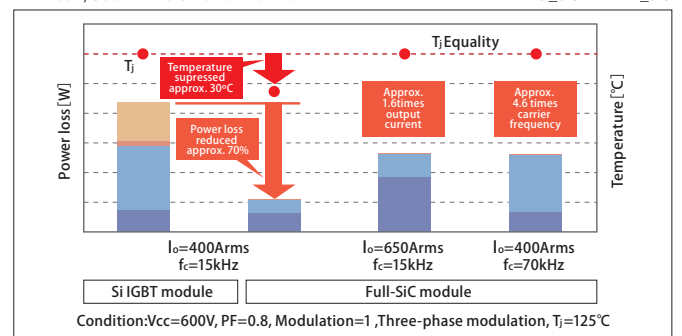 Tj Equality
Tj
Temperature
supressed
approx. 30℃
Approx.
1.6times
output
current
Approx.
4.6 times
carrier
frequency
Power loss
reduced
approx. 70%
Power loss [W]
Temperature [℃]
Io=400Arms
fc=15kHz
Io=650Arms
fc=15kHz
Io=400Arms
fc=70kHz
Si IGBT module
Full-SiC module
Condition:Vcc=600V, PF=0.8, Modulation=1 ,Three-phase modulation, Tj=125℃